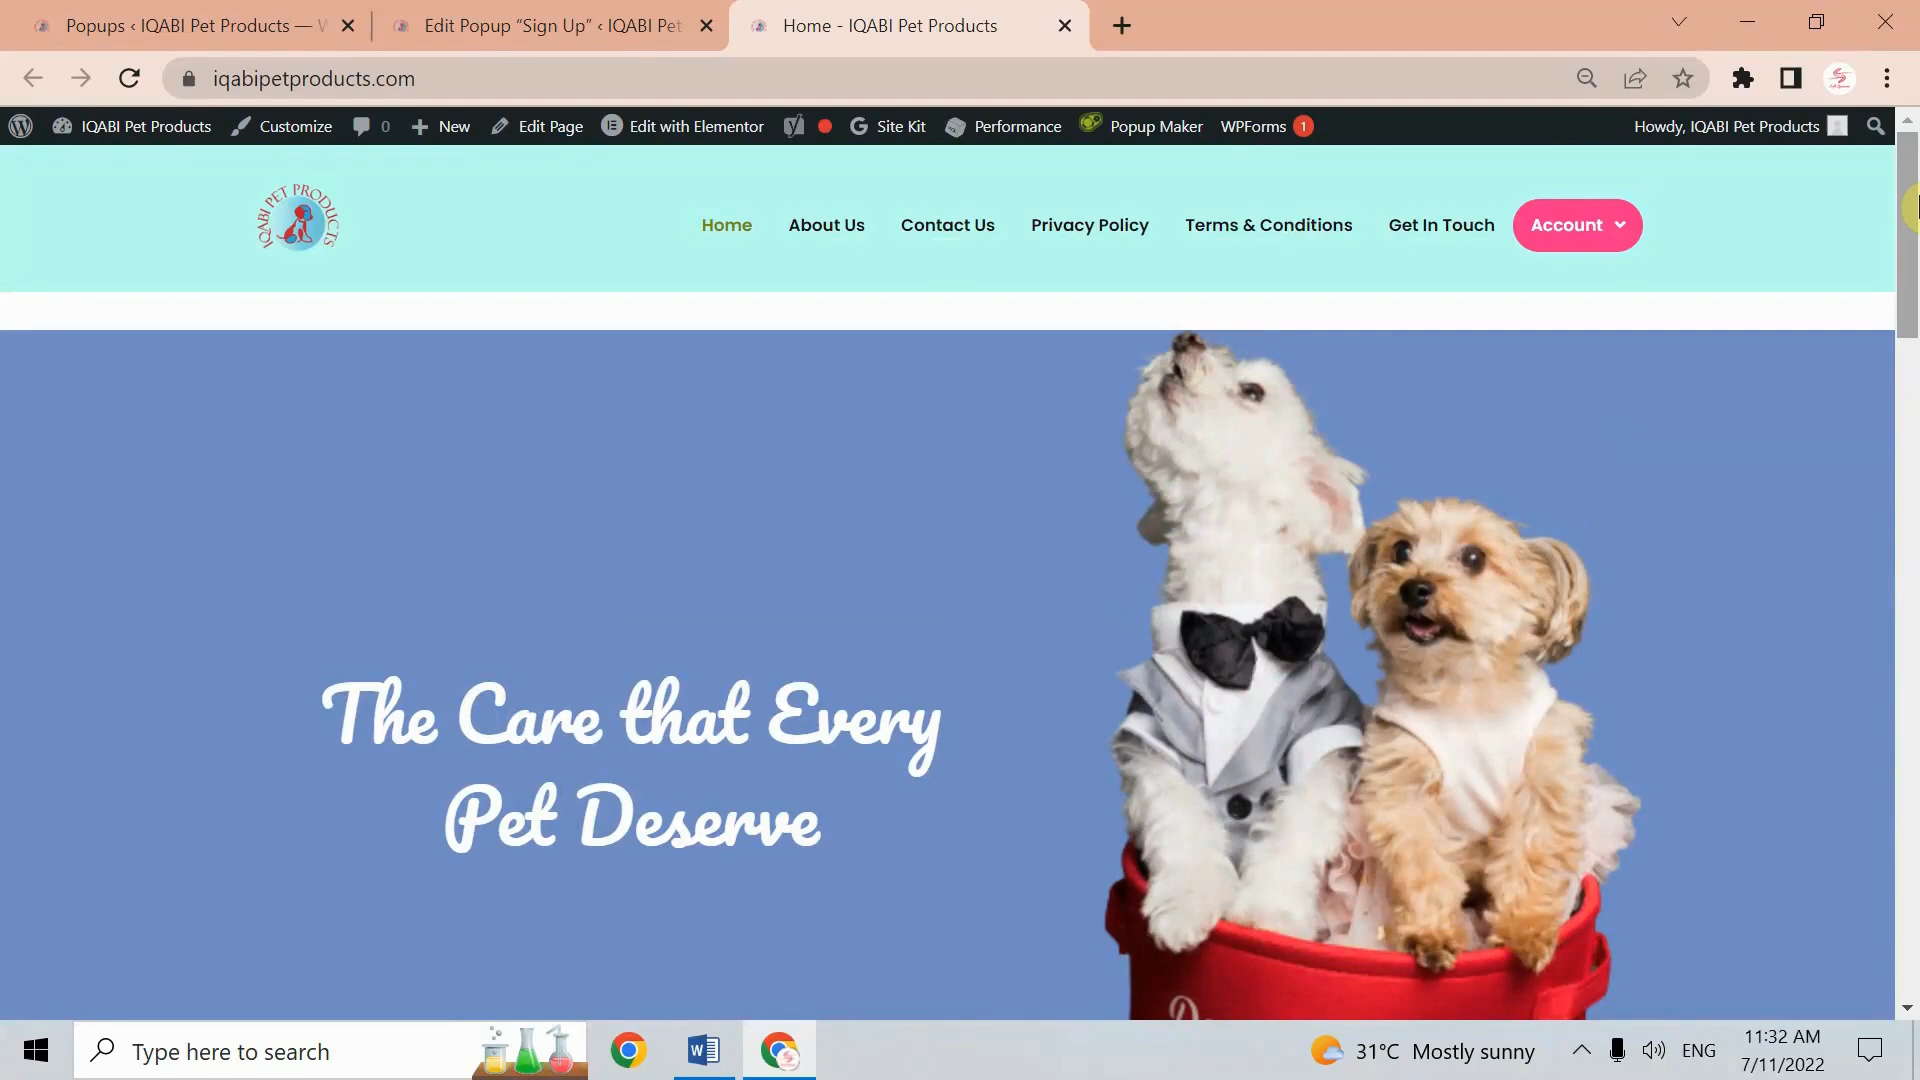 Popups ‹ IQABI Pet Products — W
Edit Popup “Sign Up” ‹ IQABI Pet
Home - IQABI Pet Products
iqabipetproducts.com
IQABI Pet Products
Customize
0
New
Edit Page
Edit with Elementor
Site Kit
Performance
Popup Maker
WPForms 1
Howdy, IQABI Pet Products
IQABI PET PRODUCTS
Home
About Us
Contact Us
Privacy Policy
Terms & Conditions
Get In Touch
Account
The Care that Every
Pet Deserve
Type here to search
31°C Mostly sunny
ENG
11:32 AM
7/11/2022